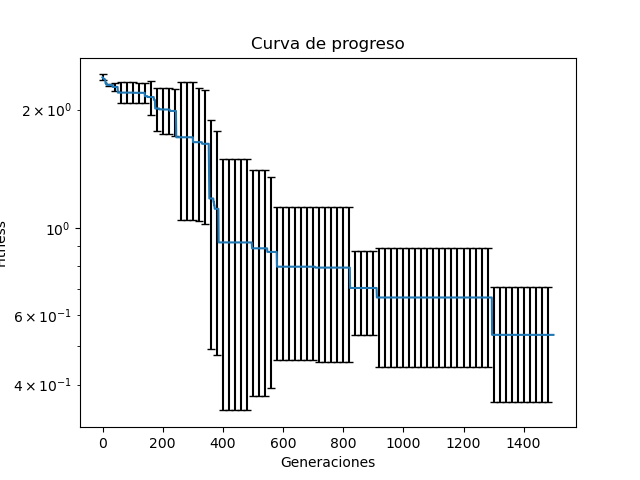 Curva de progreso
2 × 10⁰
10⁰
6 × 10⁻¹
4 × 10⁻¹
0 200 400 600 800 1000 1200 1400
Generaciones